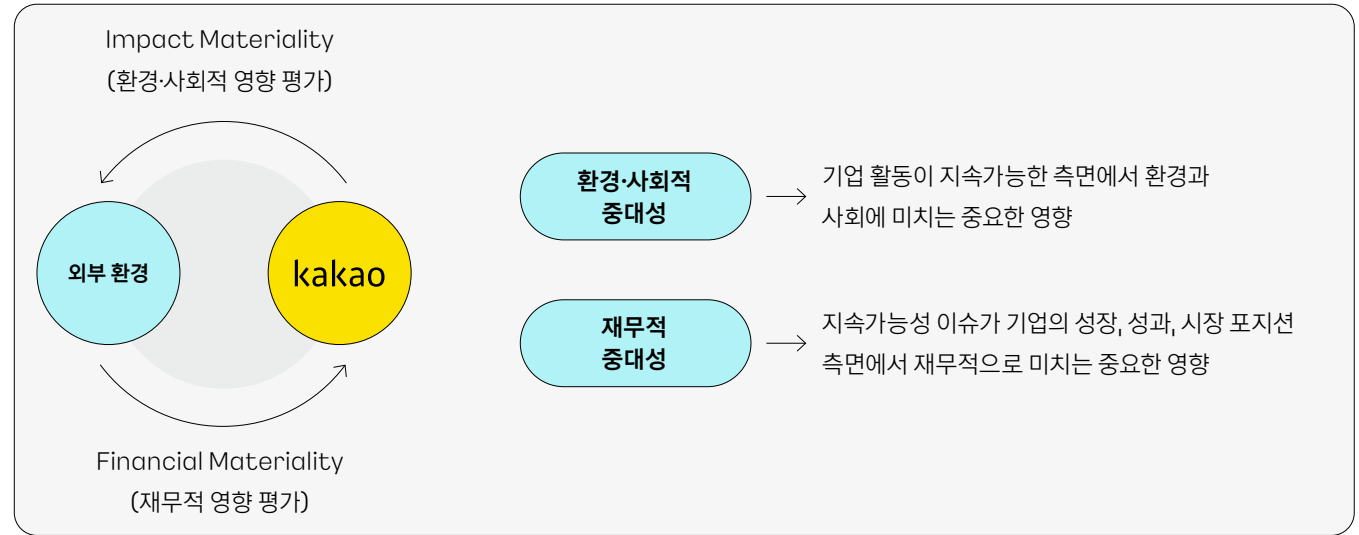 Impact Materiality
(환경·사회적 영향 평가)
외부 환경
kakao
Financial Materiality
(재무적 영향 평가)
환경·사회적
중대성
기업 활동이 지속가능한 측면에서 환경과
사회에 미치는 중요한 영향
재무적
중대성
지속가능성 이슈가 기업의 성장, 성과, 시장 포지션
측면에서 재무적으로 미치는 중요한 영향